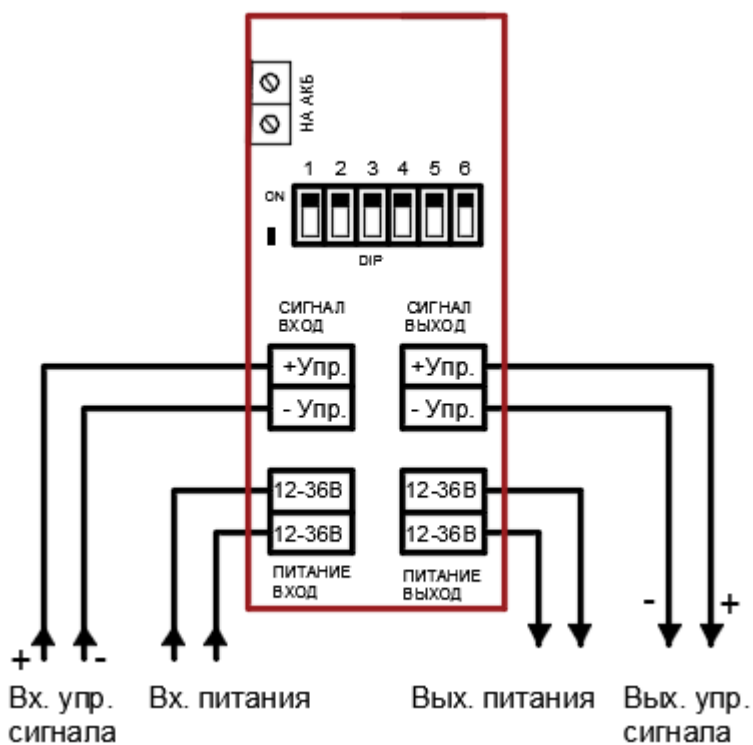 НА АКБ
1 2 3 4 5 6
ON
DIP
СИГНАЛ
ВХОД
СИГНАЛ
ВЫХОД
+Упр.
- Упр.
+Упр.
- Упр.
12-36В
12-36В
12-36В
12-36В
ПИТАНИЕ
ВХОД
ПИТАНИЕ
ВЫХОД
+ -
- +
Вх. упр.
сигнала
Вх. питания
Вых. питания
Вых. упр.
сигнала